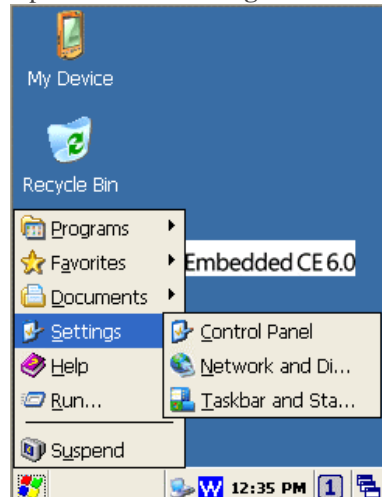 My Device
Recycle Bin
Programs
Favorites
Embedded CE 6.0
Documents
Settings
Control Panel
Help
Network and Di...
Run...
Taskbar and Sta...
Suspend
W 12:35 PM 1